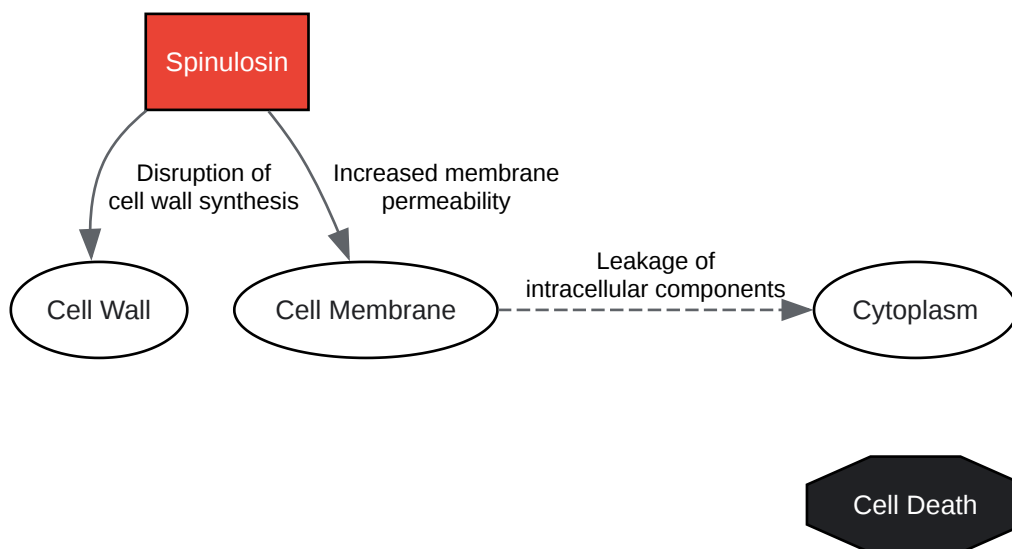 Spinulosin
Disruption of
cell wall synthesis
Increased membrane
permeability
Leakage of
intracellular components
Cell Wall
Cell Membrane
Cytoplasm
Cell Death